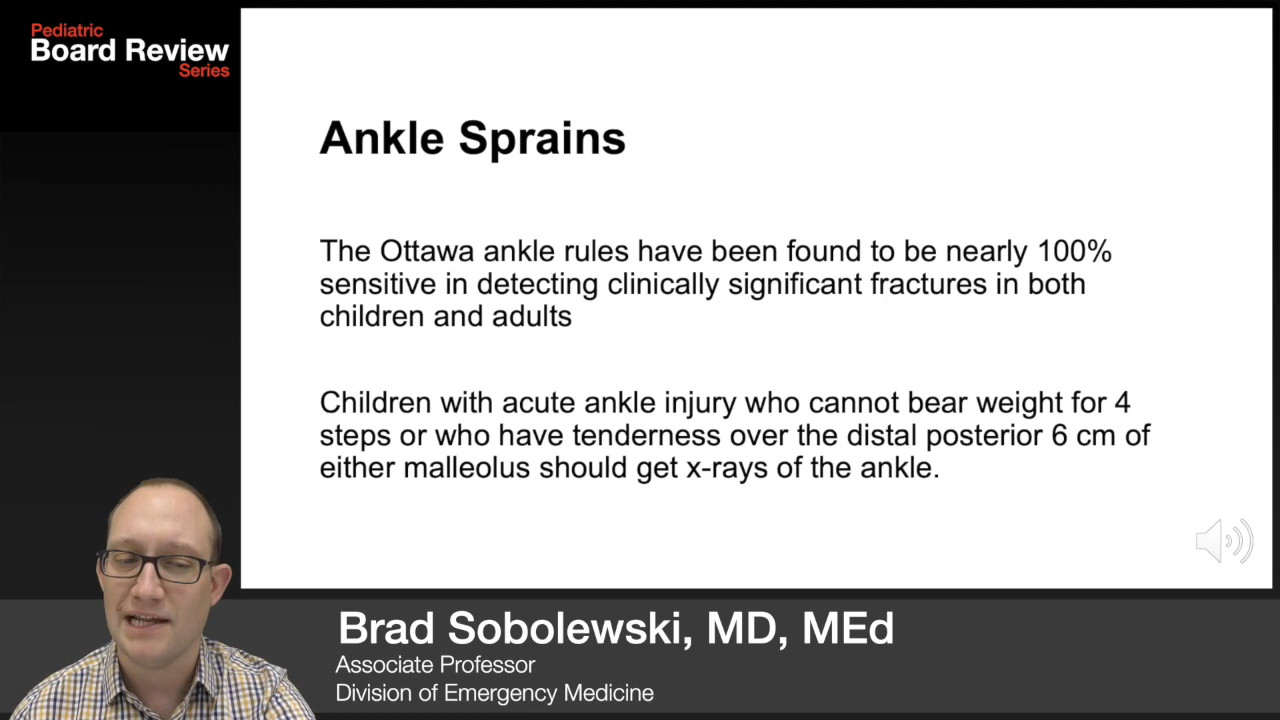 Pediatric
Board Review
Series
Ankle Sprains
The Ottawa ankle rules have been found to be nearly 100%
sensitive in detecting clinically significant fractures in both
children and adults
Children with acute ankle injury who cannot bear weight for 4
steps or who have tenderness over the distal posterior 6 cm of
either malleolus should get x-rays of the ankle.
Brad Sobolewski, MD, MEd
Associate Professor
Division of Emergency Medicine